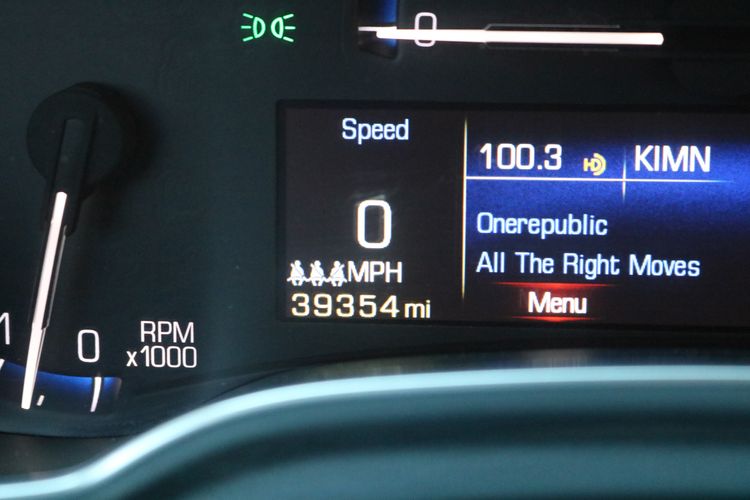 0
Speed
100.3 HD KIMN
0
Onerepublic
MPH
All The Right Moves
39354 mi
Menu
1 0 RPM
x1000